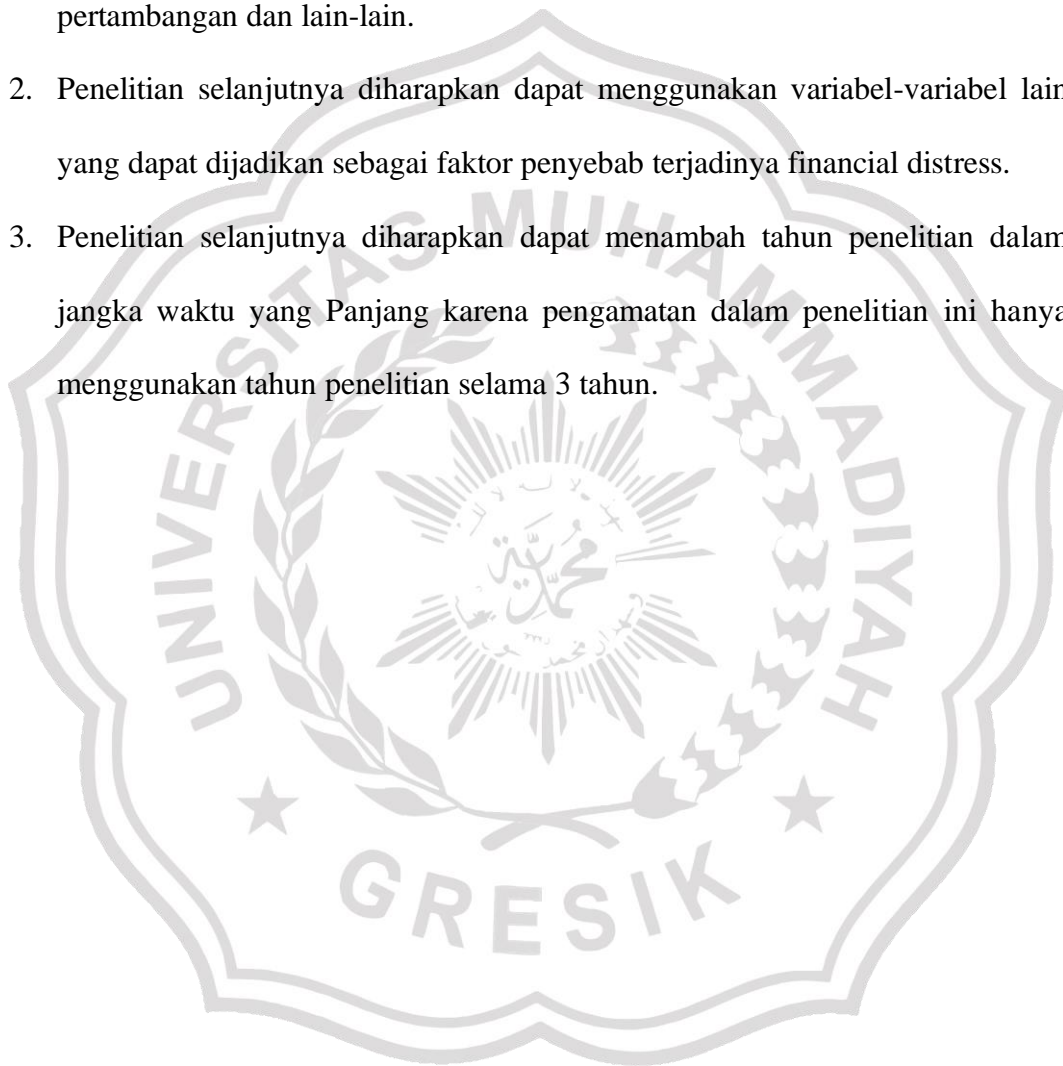 pertambangan dan lain-lain.
2. Penelitian selanjutnya diharapkan dapat menggunakan variabel-variabel lain
yang dapat dijadikan sebagai faktor penyebab terjadinya financial distress.
3. Penelitian selanjutnya diharapkan dapat menambah tahun penelitian dalam
jangka waktu yang Panjang karena pengamatan dalam penelitian ini hanya
menggunakan tahun penelitian selama 3 tahun.
UNIVERSITAS MUHAMMADIYAH
محمدية
GRESIK